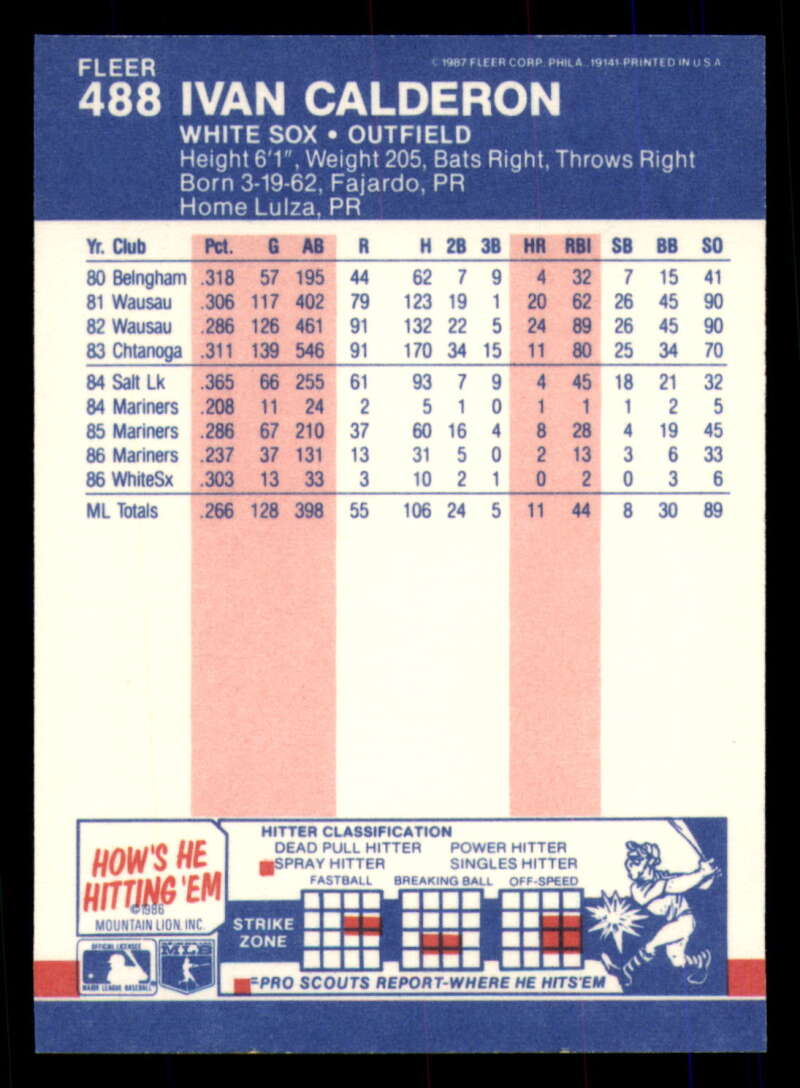 FLEER
© 1987 FLEER CORP. PHILA., 19141-PRINTED IN U S A
488 IVAN CALDERON
WHITE SOX • OUTFIELD
Height 6'1", Weight 205, Bats Right, Throws Right
Born 3-19-62, Fajardo, PR
Home Lulza, PR
Yr. Club Pct. G AB R H 2B 3B HR RBI SB BB SO
80 Belngham .318 57 195 44 62 7 9 4 32 7 15 41
81 Wausau .306 117 402 79 123 19 1 20 62 26 45 90
82 Wausau .286 126 461 91 132 22 5 24 89 26 45 90
83 Chtanoga .311 139 546 91 170 34 15 11 80 25 34 70
84 Salt Lk .365 66 255 61 93 7 9 4 45 18 21 32
84 Mariners .208 11 24 2 5 1 0 1 1 1 2 5
85 Mariners .286 67 210 37 60 16 4 8 28 4 19 45
86 Mariners .237 37 131 13 31 5 0 2 13 3 6 33
86 WhiteSx .303 13 33 3 10 2 1 0 2 0 3 6
ML Totals .266 128 398 55 106 24 5 11 44 8 30 89
HOW'S HE
HITTING 'EM
©1986
MOUNTAIN LION, INC.
OFFICIAL LICENSEE
MAJOR LEAGUE BASEBALL
MLB
HITTER CLASSIFICATION
DEAD PULL HITTER POWER HITTER
SPRAY HITTER SINGLES HITTER
FASTBALL BREAKING BALL OFF-SPEED
STRIKE
ZONE
=PRO SCOUTS REPORT-WHERE HE HITS'EM